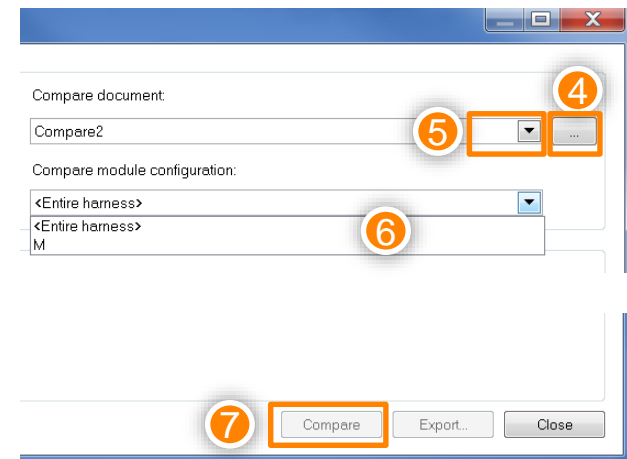 Compare document:
4
Compare2
5
...
Compare module configuration:
<Entire harness>
<Entire harness>
6
M
7
Compare
Export...
Close